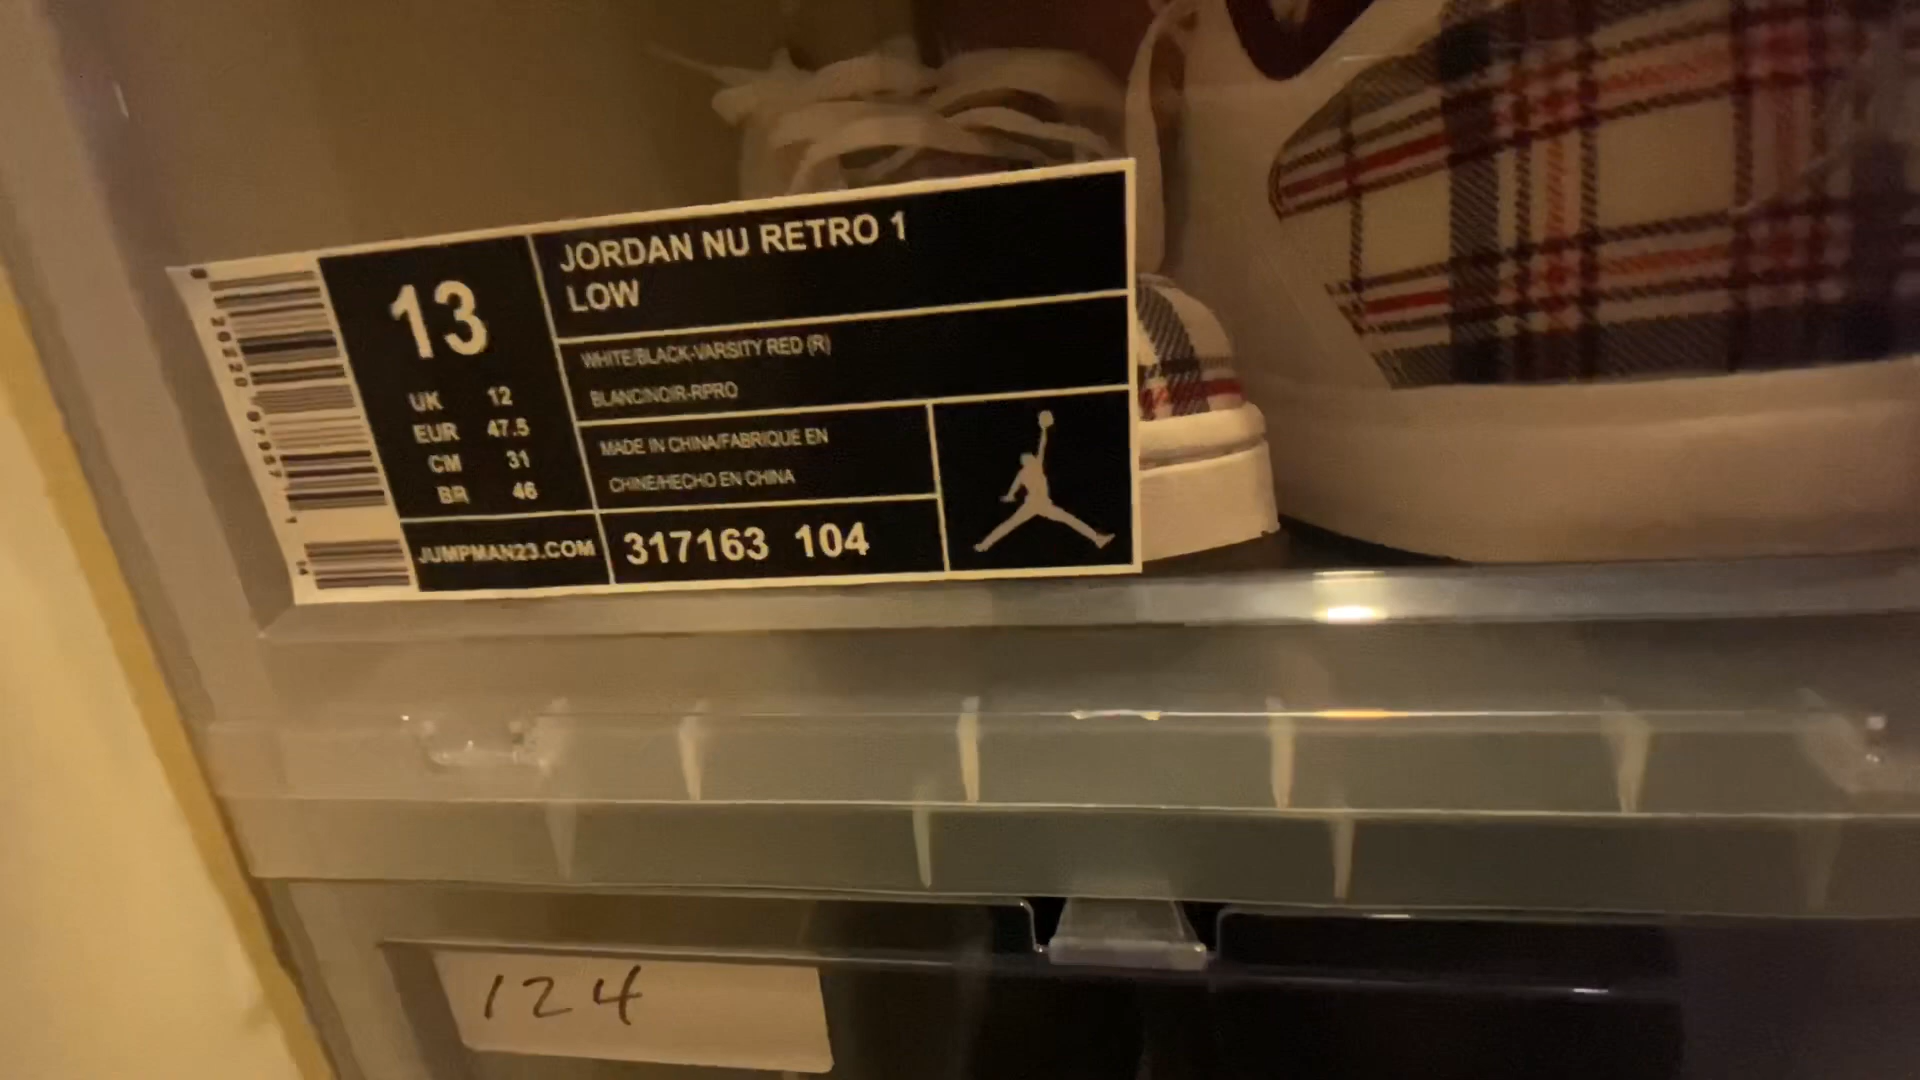 JORDAN NU RETRO 1
LOW
13
WHITE/BLACK-VARSITY RED (R)
BLANC/NOIR-RPRO
UK 12
EUR 47.5
CM 31
BR 46
MADE IN CHINA/FABRIQUE EN
CHINE/HECHO EN CHINA
JUMPMAN23.COM
317163 104
124